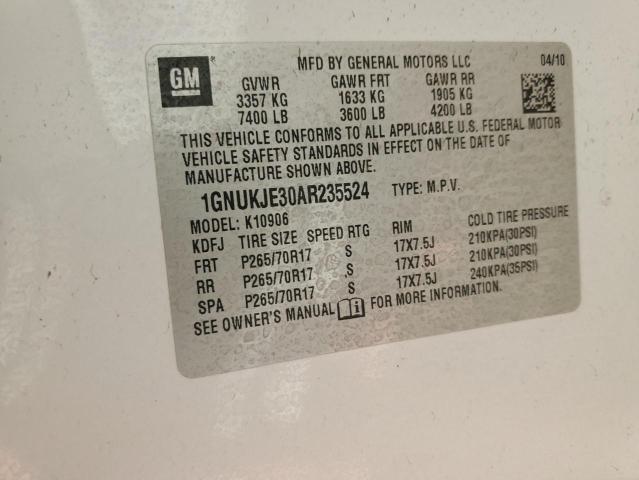 GM
MFD BY GENERAL MOTORS LLC 04/10
GVWR GAWR FRT GAWR RR
3357 KG 1633 KG 1905 KG
7400 LB 3600 LB 4200 LB
THIS VEHICLE CONFORMS TO ALL APPLICABLE U.S. FEDERAL MOTOR
VEHICLE SAFETY STANDARDS IN EFFECT ON THE DATE OF
MANUFACTURE SHOWN ABOVE.
1GNUKJE30AR235524 TYPE: M.P.V.
MODEL: K10906
KDFJ TIRE SIZE SPEED RTG RIM COLD TIRE PRESSURE
FRT P265/70R17 S 17X7.5J 210KPA(30PSI)
RR P265/70R17 S 17X7.5J 210KPA(30PSI)
SPA P265/70R17 S 17X7.5J 240KPA(35PSI)
SEE OWNER'S MANUAL FOR MORE INFORMATION.